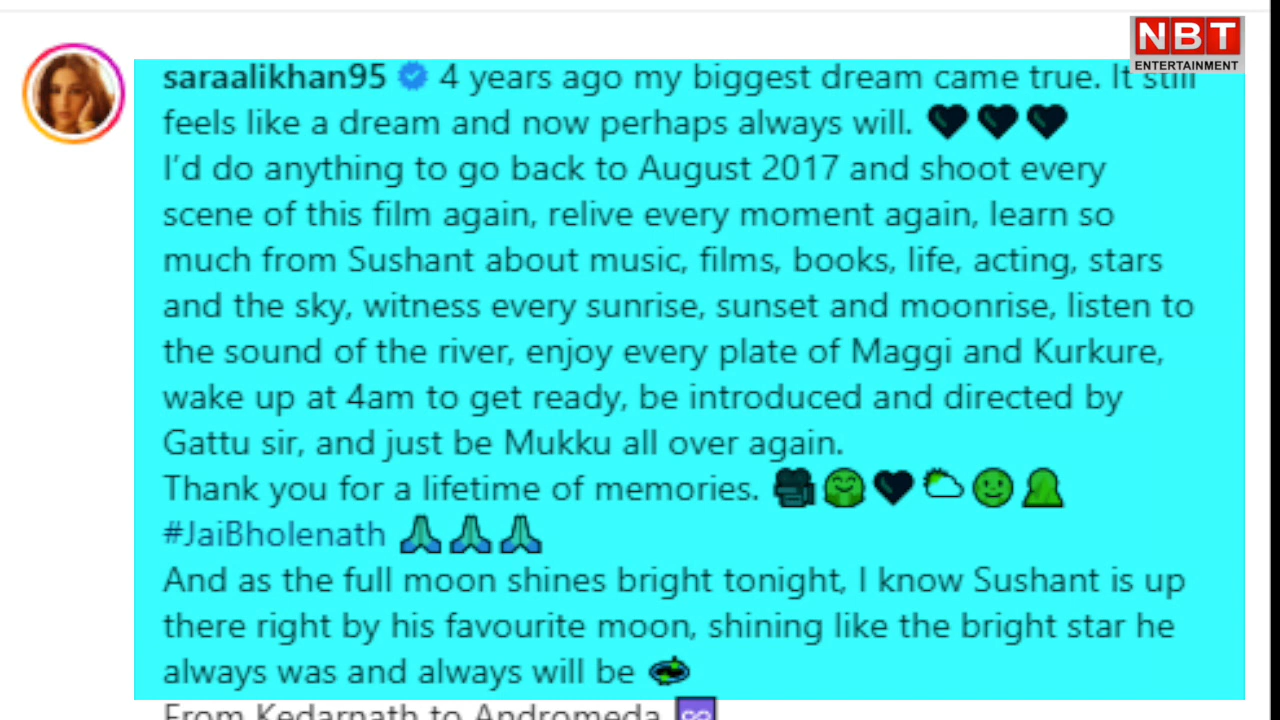 NBT
ENTERTAINMENT
saraalikhan95 4 years ago my biggest dream came true. It still
feels like a dream and now perhaps always will. 🖤🖤🖤
I'd do anything to go back to August 2017 and shoot every
scene of this film again, relive every moment again, learn so
much from Sushant about music, films, books, life, acting, stars
and the sky, witness every sunrise, sunset and moonrise, listen to
the sound of the river, enjoy every plate of Maggi and Kurkure,
wake up at 4am to get ready, be introduced and directed by
Gattu sir, and just be Mukku all over again.
Thank you for a lifetime of memories.
#JaiBholenath 🙏🙏🙏
And as the full moon shines bright tonight, I know Sushant is up
there right by his favourite moon, shining like the bright star he
always was and always will be
From Kedarnath to Andromeda ♾